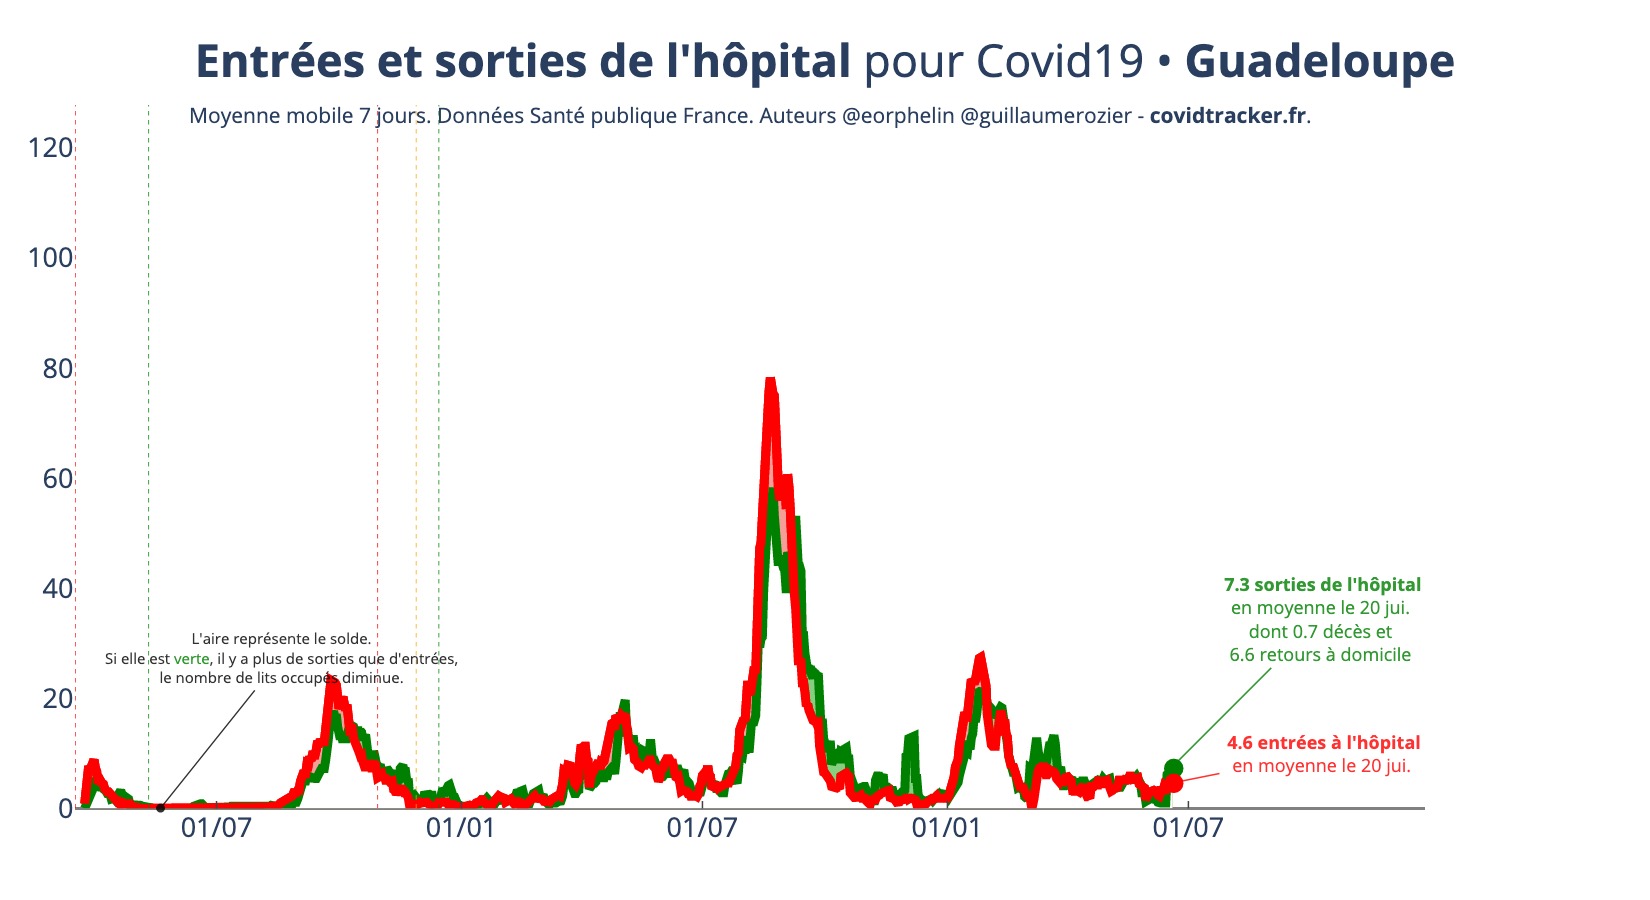 Entrées et sorties de l'hôpital pour Covid19 • Guadeloupe
Moyenne mobile 7 jours. Données Santé publique France. Auteurs @eorphelin @guillaumerozier - covidtracker.fr.
120
100
80
60
40
20
0
L'aire représente le solde.
Si elle est verte, il y a plus de sorties que d'entrées,
le nombre de lits occupés diminue.
7.3 sorties de l'hôpital
en moyenne le 20 jui.
dont 0.7 décès et
6.6 retours à domicile
4.6 entrées à l'hôpital
en moyenne le 20 jui.
01/07
01/01
01/07
01/01
01/07